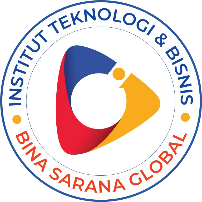 INSTITUT TEKNOLOGI & BISNIS
BINA SARANA GLOBAL